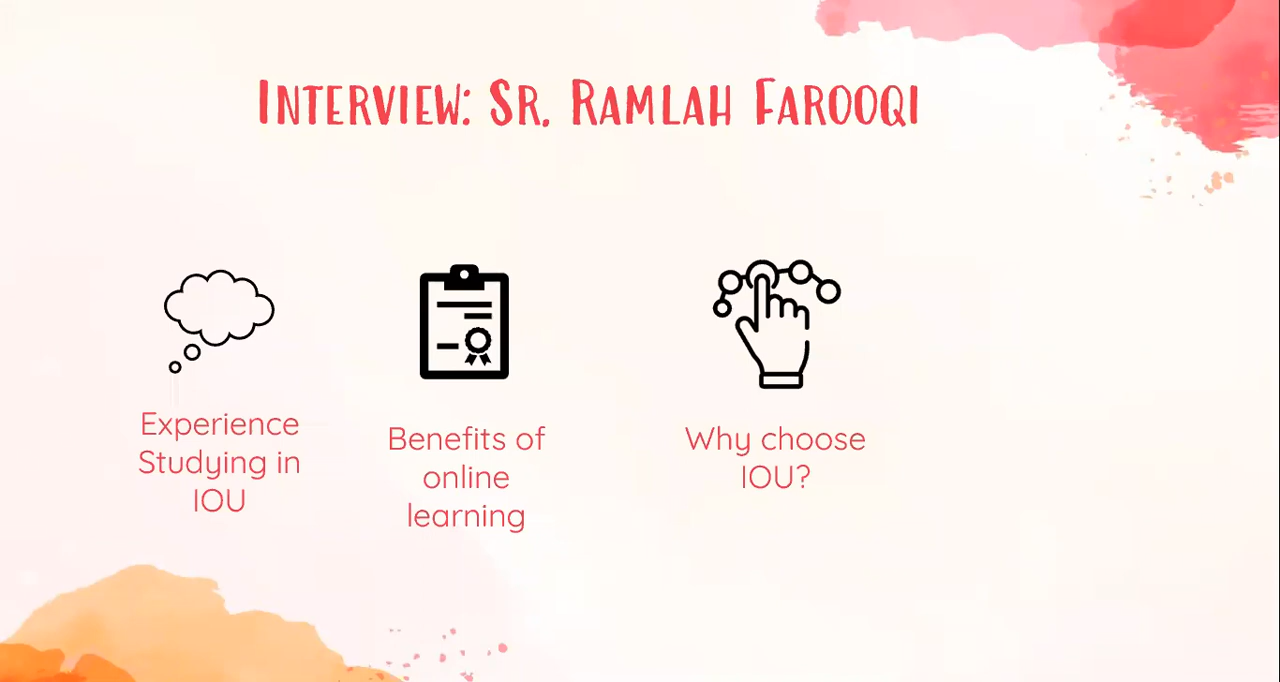 INTERVIEW: SR. RAMLAH FAROOQI
Experience
Studying in
IOU
Benefits of
online
learning
Why choose
IOU?